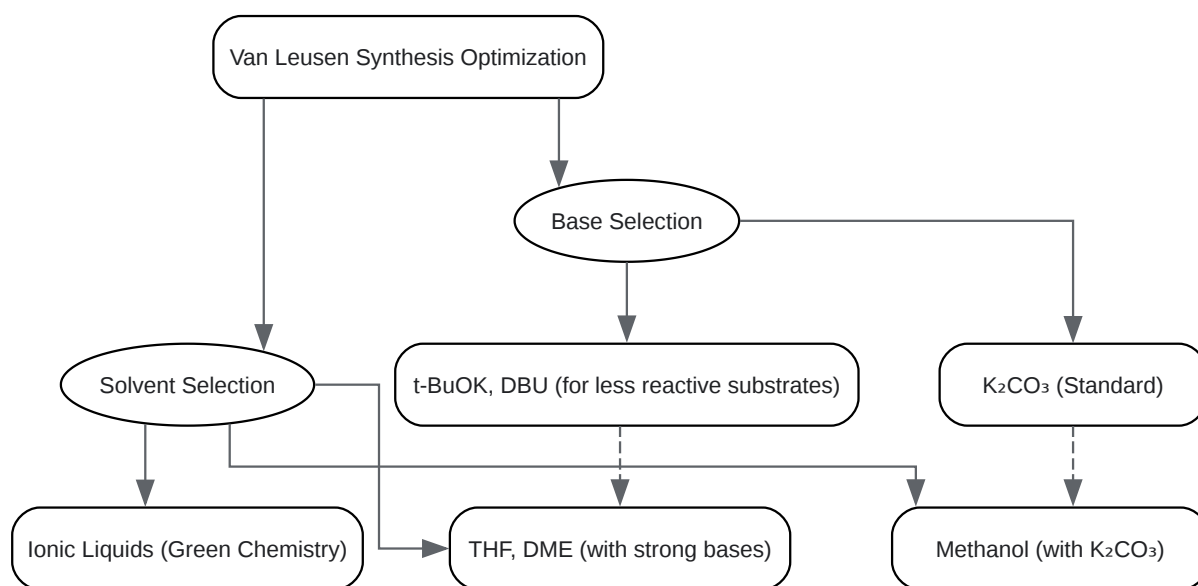 Van Leusen Synthesis Optimization
Base Selection
Solvent Selection
t-BuOK, DBU (for less reactive substrates)
K₂CO₃ (Standard)
Ionic Liquids (Green Chemistry)
THF, DME (with strong bases)
Methanol (with K₂CO₃)